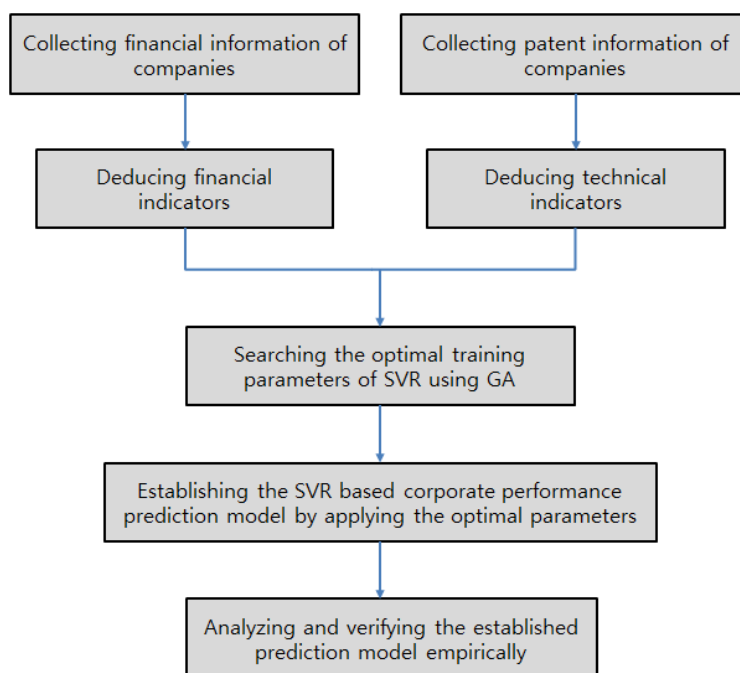 Collecting financial information of
companies
Collecting patent information of
companies
Deducing financial
indicators
Deducing technical
indicators
Searching the optimal training
parameters of SVR using GA
Establishing the SVR based corporate performance
prediction model by applying the optimal parameters
Analyzing and verifying the established
prediction model empirically